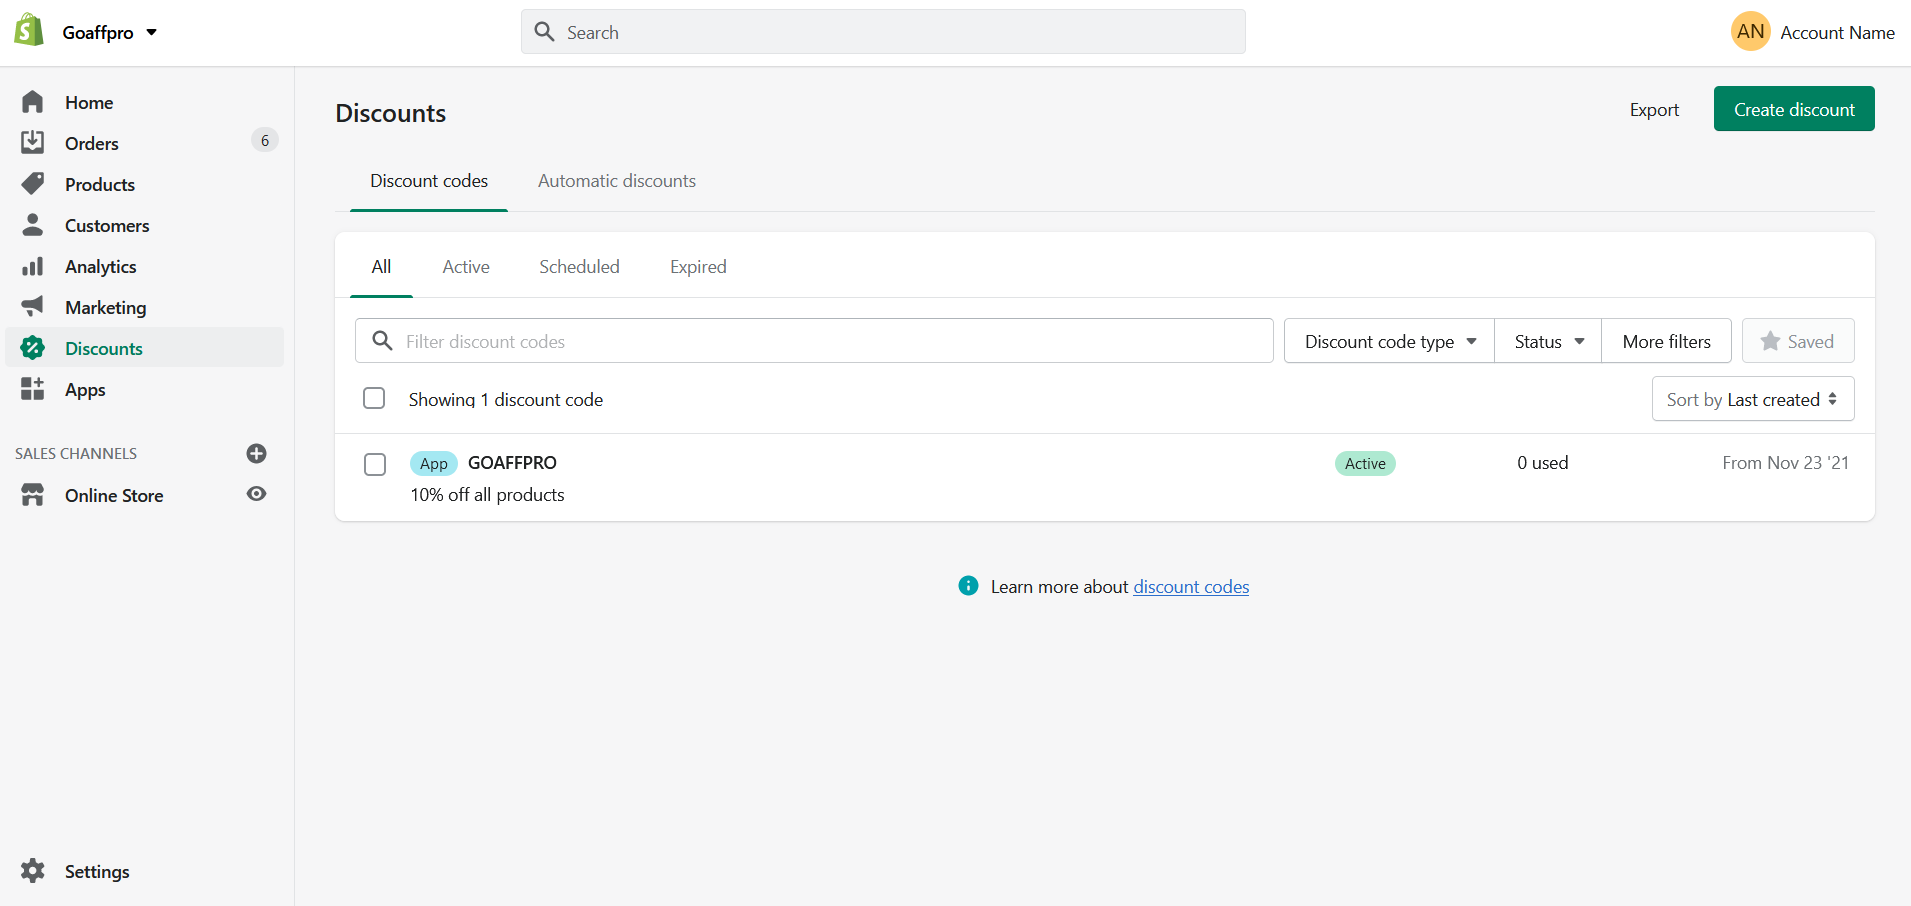 Goaffpro
Search
AN Account Name
Home
Orders 6
Products
Customers
Analytics
Marketing
Discounts
Apps
SALES CHANNELS
Online Store
Settings
Discounts
Export Create discount
Discount codes Automatic discounts
All Active Scheduled Expired
Filter discount codes Discount code type Status More filters Saved
Showing 1 discount code Sort by Last created
App GOAFFPRO Active 0 used From Nov 23 '21
10% off all products
Learn more about discount codes